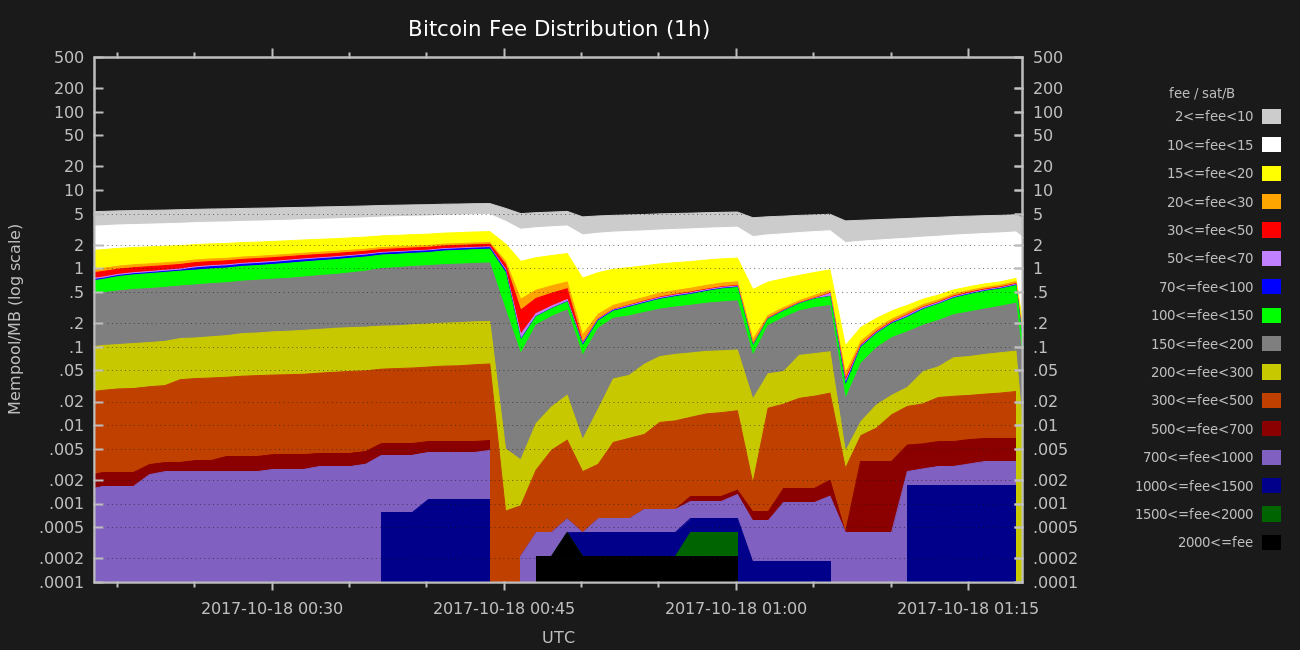 Bitcoin Fee Distribution (1h)
500 500
200 200
100 100
50 50
20 20
10 10
5 5
2 2
1 1
.5 .5
.2 .2
.1 .1
.05 .05
.02 .02
.01 .01
.005 .005
.002 .002
.001 .001
.0005 .0005
.0002 .0002
.0001 .0001
Mempool/MB (log scale)
2017-10-18 00:30 2017-10-18 00:45 2017-10-18 01:00 2017-10-18 01:15
UTC
fee / sat/B
2<=fee<10
10<=fee<15
15<=fee<20
20<=fee<30
30<=fee<50
50<=fee<70
70<=fee<100
100<=fee<150
150<=fee<200
200<=fee<300
300<=fee<500
500<=fee<700
700<=fee<1000
1000<=fee<1500
1500<=fee<2000
2000<=fee